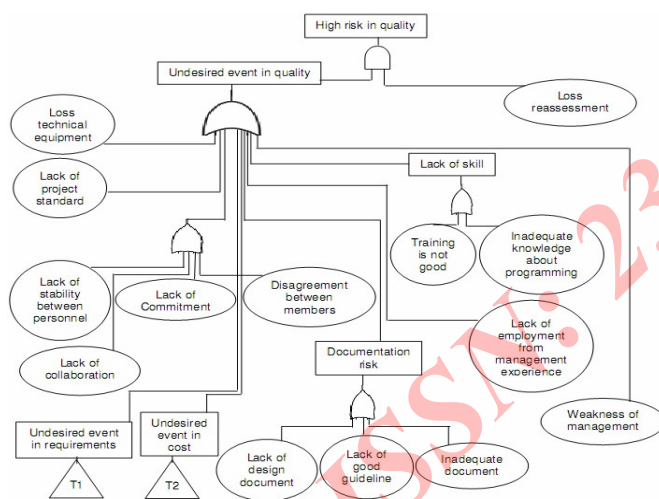 High risk in quality
Undesired event in quality
Loss
technical
equipment
Loss
reassessment
Lack of
project
standard
Lack of skill
Training
is not
good
Inadequate
knowledge
about
programming
Lack of
stability
between
personnel
Lack of
Commitment
Disagreement
between
members
Lack of
collaboration
Lack of
employment
from
management
experience
Documentation
risk
Weakness of
management
Undesired event
in requirements
Undesired
event in
cost
T1
T2
Lack of
design
document
Lack of
good
guideline
Inadequate
document
ISSN: 23